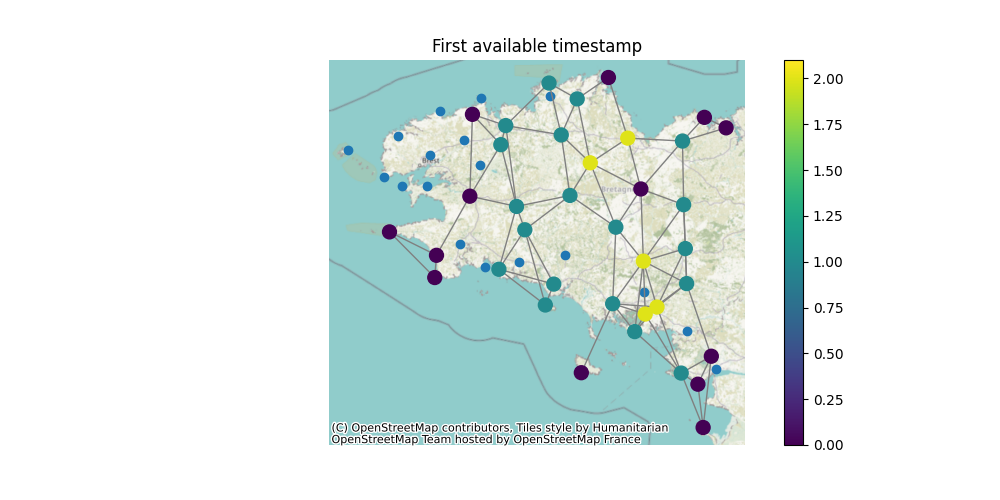 First available timestamp
Brest
Bretagne
2.00
1.75
1.50
1.25
1.00
0.75
0.50
0.25
0.00
(C) OpenStreetMap contributors, Tiles style by Humanitarian
OpenStreetMap Team hosted by OpenStreetMap France